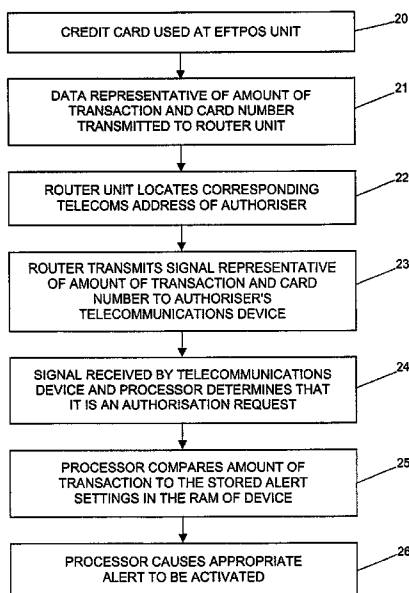 CREDIT CARD USED AT EFTPOS UNIT
20
DATA REPRESENTATIVE OF AMOUNT OF
TRANSACTION AND CARD NUMBER
TRANSMITTED TO ROUTER UNIT
21
ROUTER UNIT LOCATES CORRESPONDING
TELECOMS ADDRESS OF AUTHORISER
22
ROUTER TRANSMITS SIGNAL REPRESENTATIVE
OF AMOUNT OF TRANSACTION AND CARD
NUMBER TO AUTHORISER'S
TELECOMMUNICATIONS DEVICE
23
SIGNAL RECEIVED BY TELECOMMUNICATIONS
DEVICE AND PROCESSOR DETERMINES THAT
IT IS AN AUTHORISATION REQUEST
24
PROCESSOR COMPARES AMOUNT OF
TRANSACTION TO THE STORED ALERT
SETTINGS IN THE RAM OF DEVICE
25
PROCESSOR CAUSES APPROPRIATE
ALERT TO BE ACTIVATED
26